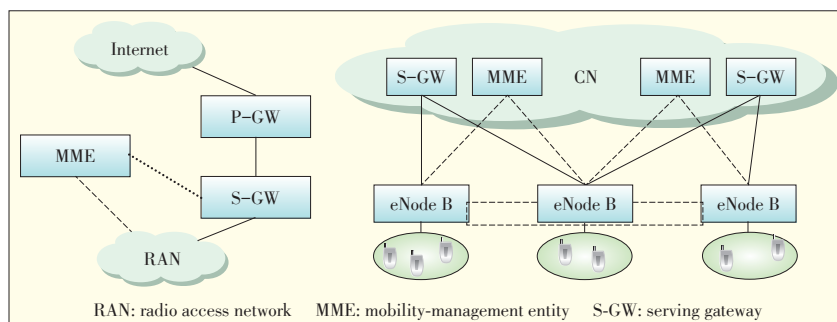 Internet
P-GW
MME
S-GW
RAN
S-GW
MME
CN
MME
S-GW
eNode B
eNode B
eNode B
RAN: radio access network MME: mobility-management entity S-GW: serving gateway